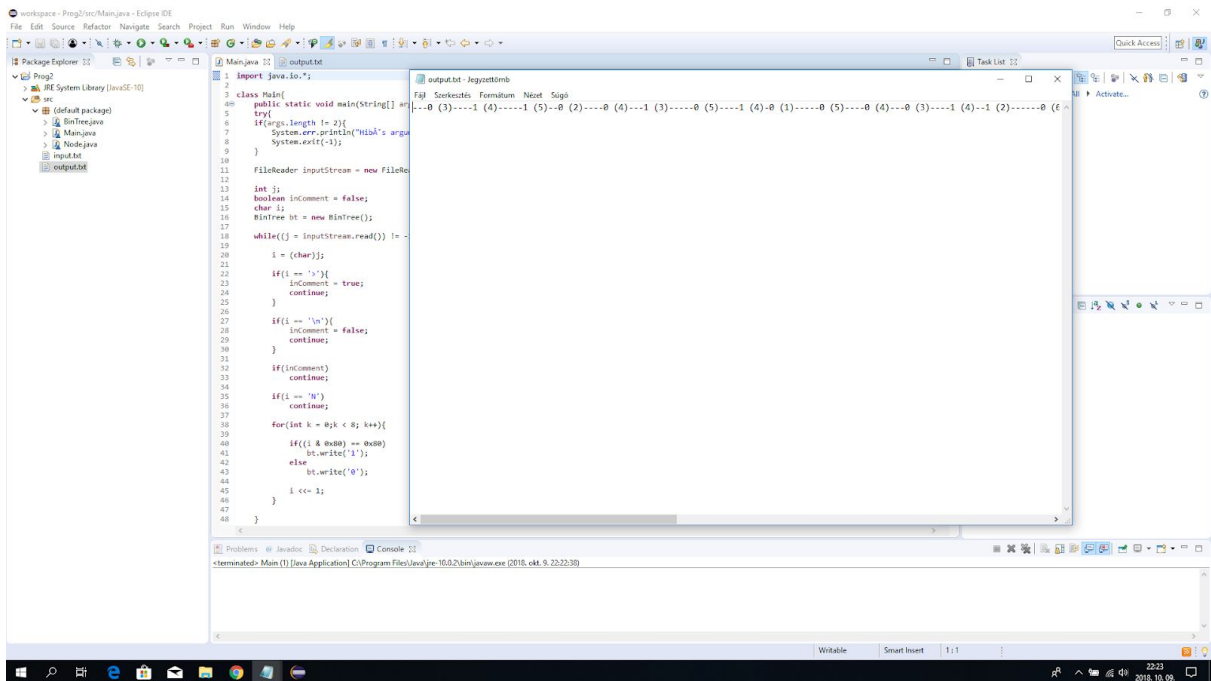 workspace - Prog2/src/Main.java - Eclipse IDE
File Edit Source Refactor Navigate Search Project Run Window Help
Quick Access
Package Explorer
Prog2
JRE System Library [JavaSE-10]
src
(default package)
BinTree.java
Main.java
Node.java
input.txt
output.txt
Main.java output.txt
1 import java.io.*;
2
3 class Main{
4 public static void main(String[] ar
5 try{
6 if(args.length != 2){
7 System.err.println("HibÃ's argu
8 System.exit(-1);
9 }
10
11 FileReader inputStream = new FileRe
12
13 int j;
14 boolean inComment = false;
15 char i;
16 BinTree bt = new BinTree();
17
18 while((j = inputStream.read()) != -
19
20 i = (char)j;
21
22 if(i == '>'){
23 inComment = true;
24 continue;
25 }
26
27 if(i == '\n'){
28 inComment = false;
29 continue;
30 }
31
32 if(inComment)
33 continue;
34
35 if(i == 'N')
36 continue;
37
38 for(int k = 0;k < 8; k++){
39
40 if((i & 0x80) == 0x80)
41 bt.write('1');
42 else
43 bt.write('0');
44
45 i <<= 1;
46 }
47
48 }
output.txt - Jegyzettömb
Fájl Szerkesztés Formátum Nézet Súgó
---0 (3)----1 (4)-----1 (5)--0 (2)----0 (4)---1 (3)-----0 (5)----1 (4)-0 (1)-----0 (5)----0 (4)---0 (3)----1 (4)--1 (2)------0 (6
Task List
All Activate...
Problems Javadoc Declaration Console
<terminated> Main (1) [Java Application] C:\Program Files\Java\jre-10.0.2\bin\javaw.exe (2018. okt. 9. 22:22:38)
Writable Smart Insert 1 : 1
22:23
2018. 10. 09.